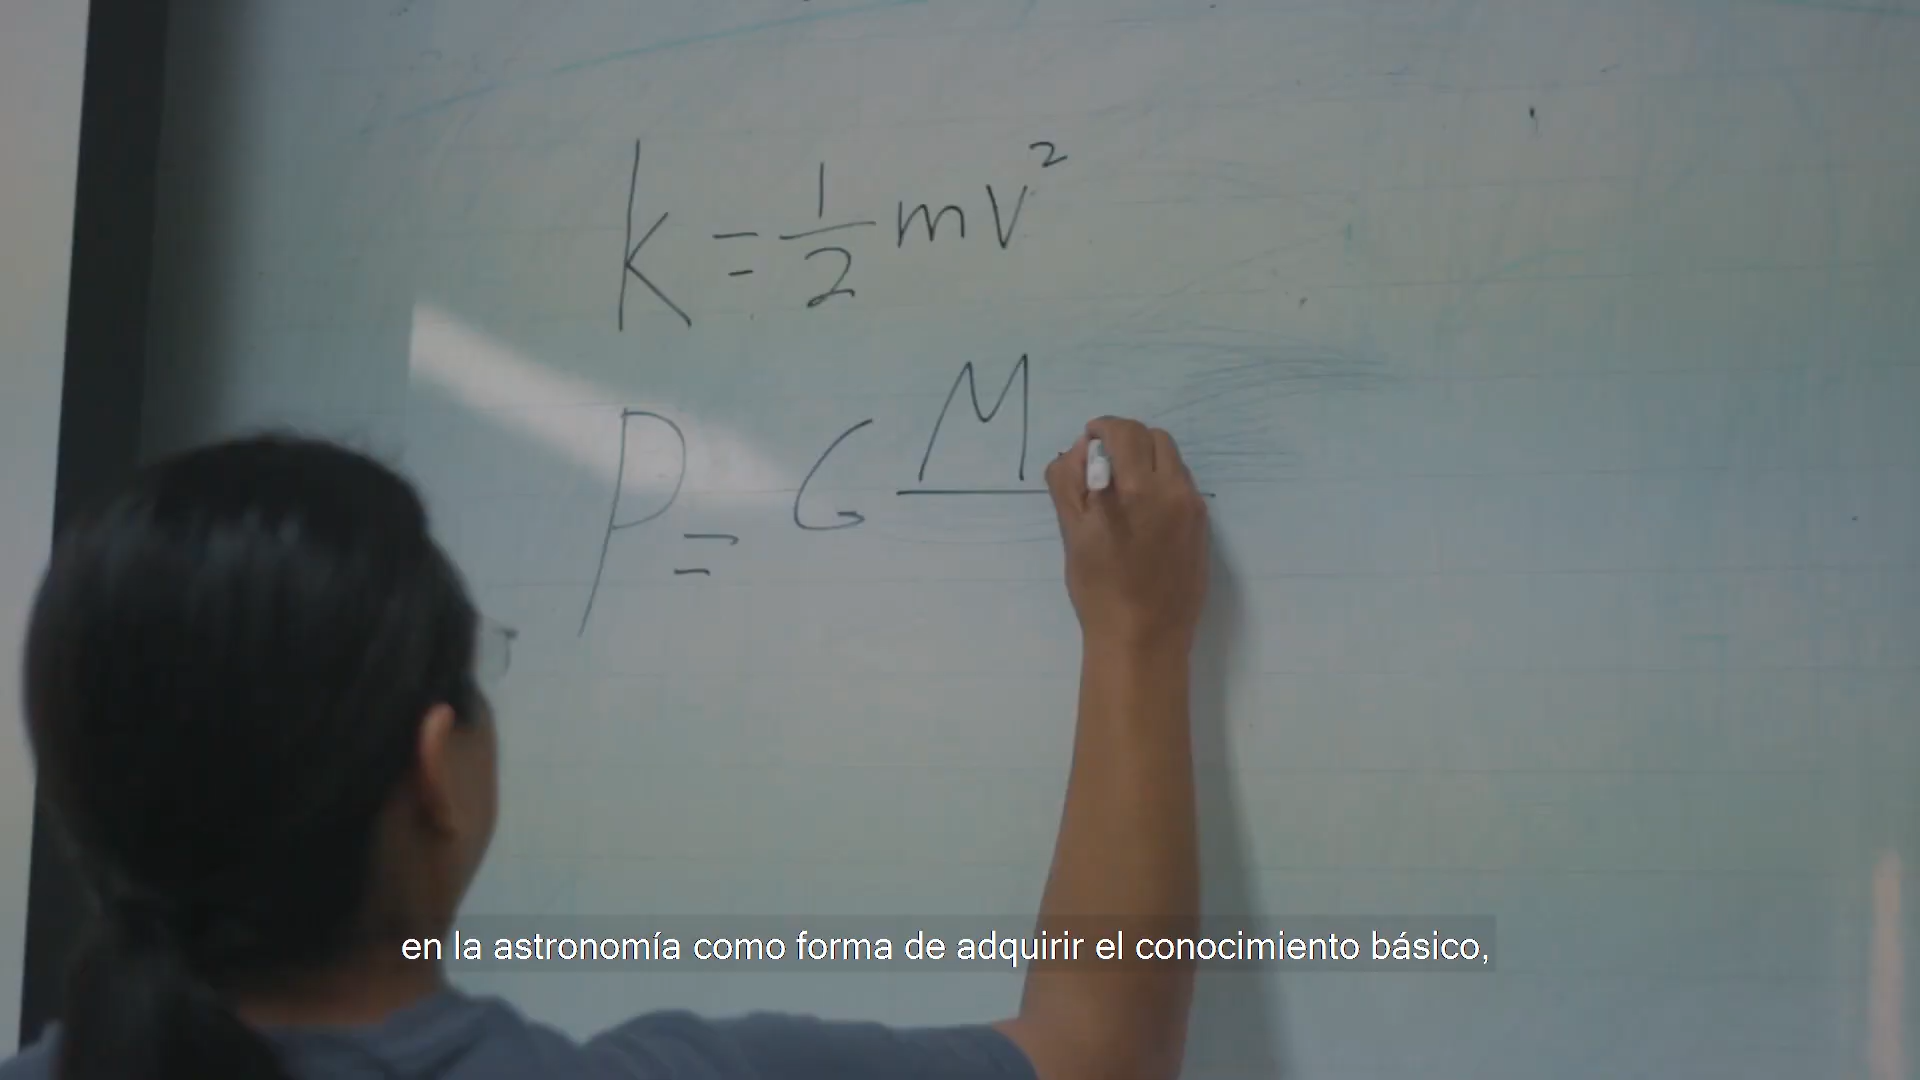 k = 1/2 mv²
P = G M
en la astronomía como forma de adquirir el conocimiento básico,